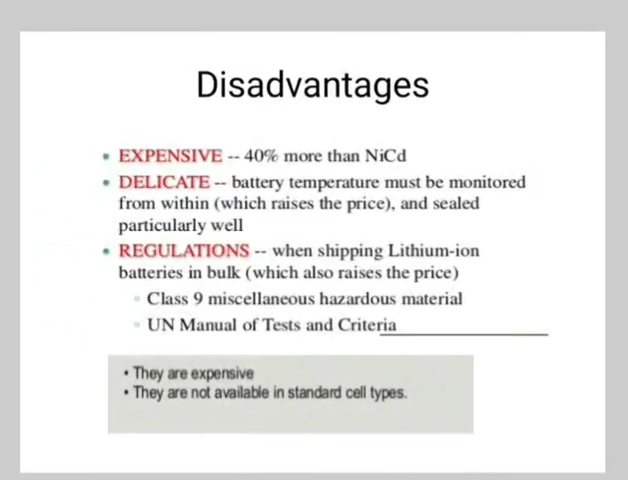 Disadvantages
• EXPENSIVE -- 40% more than NiCd
• DELICATE -- battery temperature must be monitored
from within (which raises the price), and sealed
particularly well
• REGULATIONS -- when shipping Lithium-ion
batteries in bulk (which also raises the price)
◦ Class 9 miscellaneous hazardous material
◦ UN Manual of Tests and Criteria
• They are expensive
• They are not available in standard cell types.